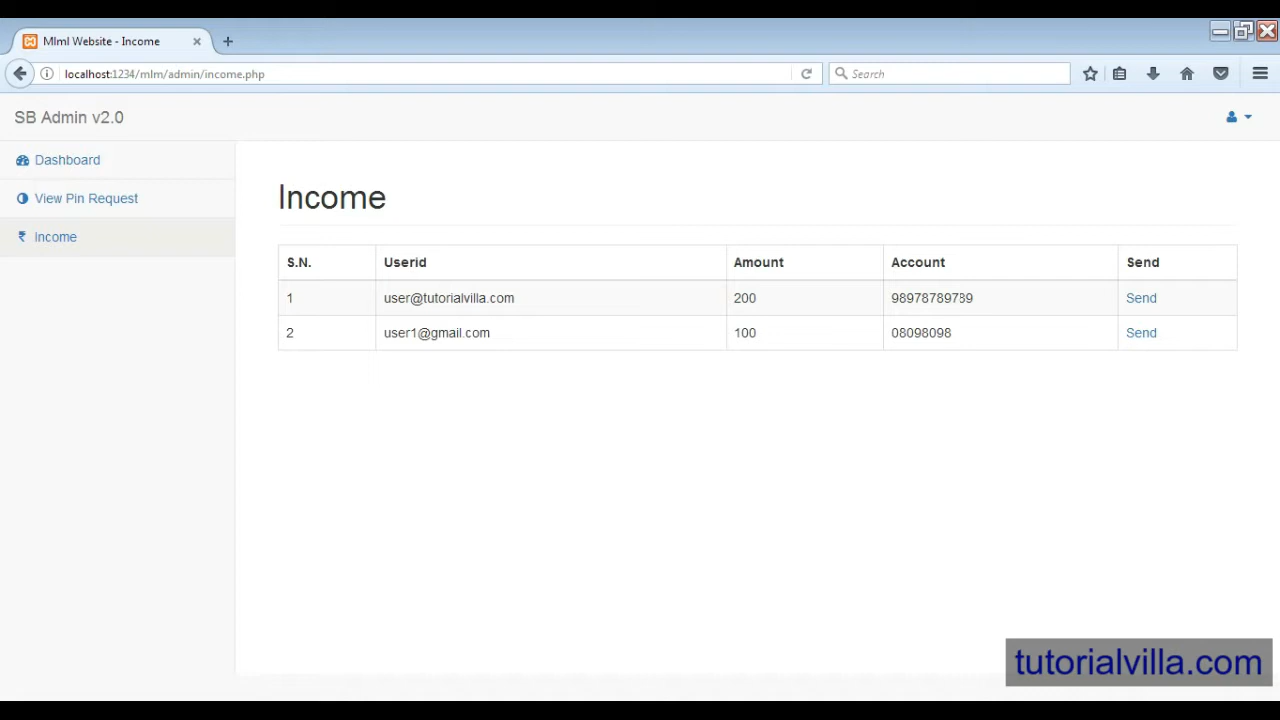 Mlml Website - Income
localhost:1234/mlm/admin/income.php
Search
SB Admin v2.0
Dashboard
View Pin Request
Income
Income
S.N. Userid Amount Account Send
1 user@tutorialvilla.com 200 98978789789 Send
2 user1@gmail.com 100 08098098 Send
tutorialvilla.com